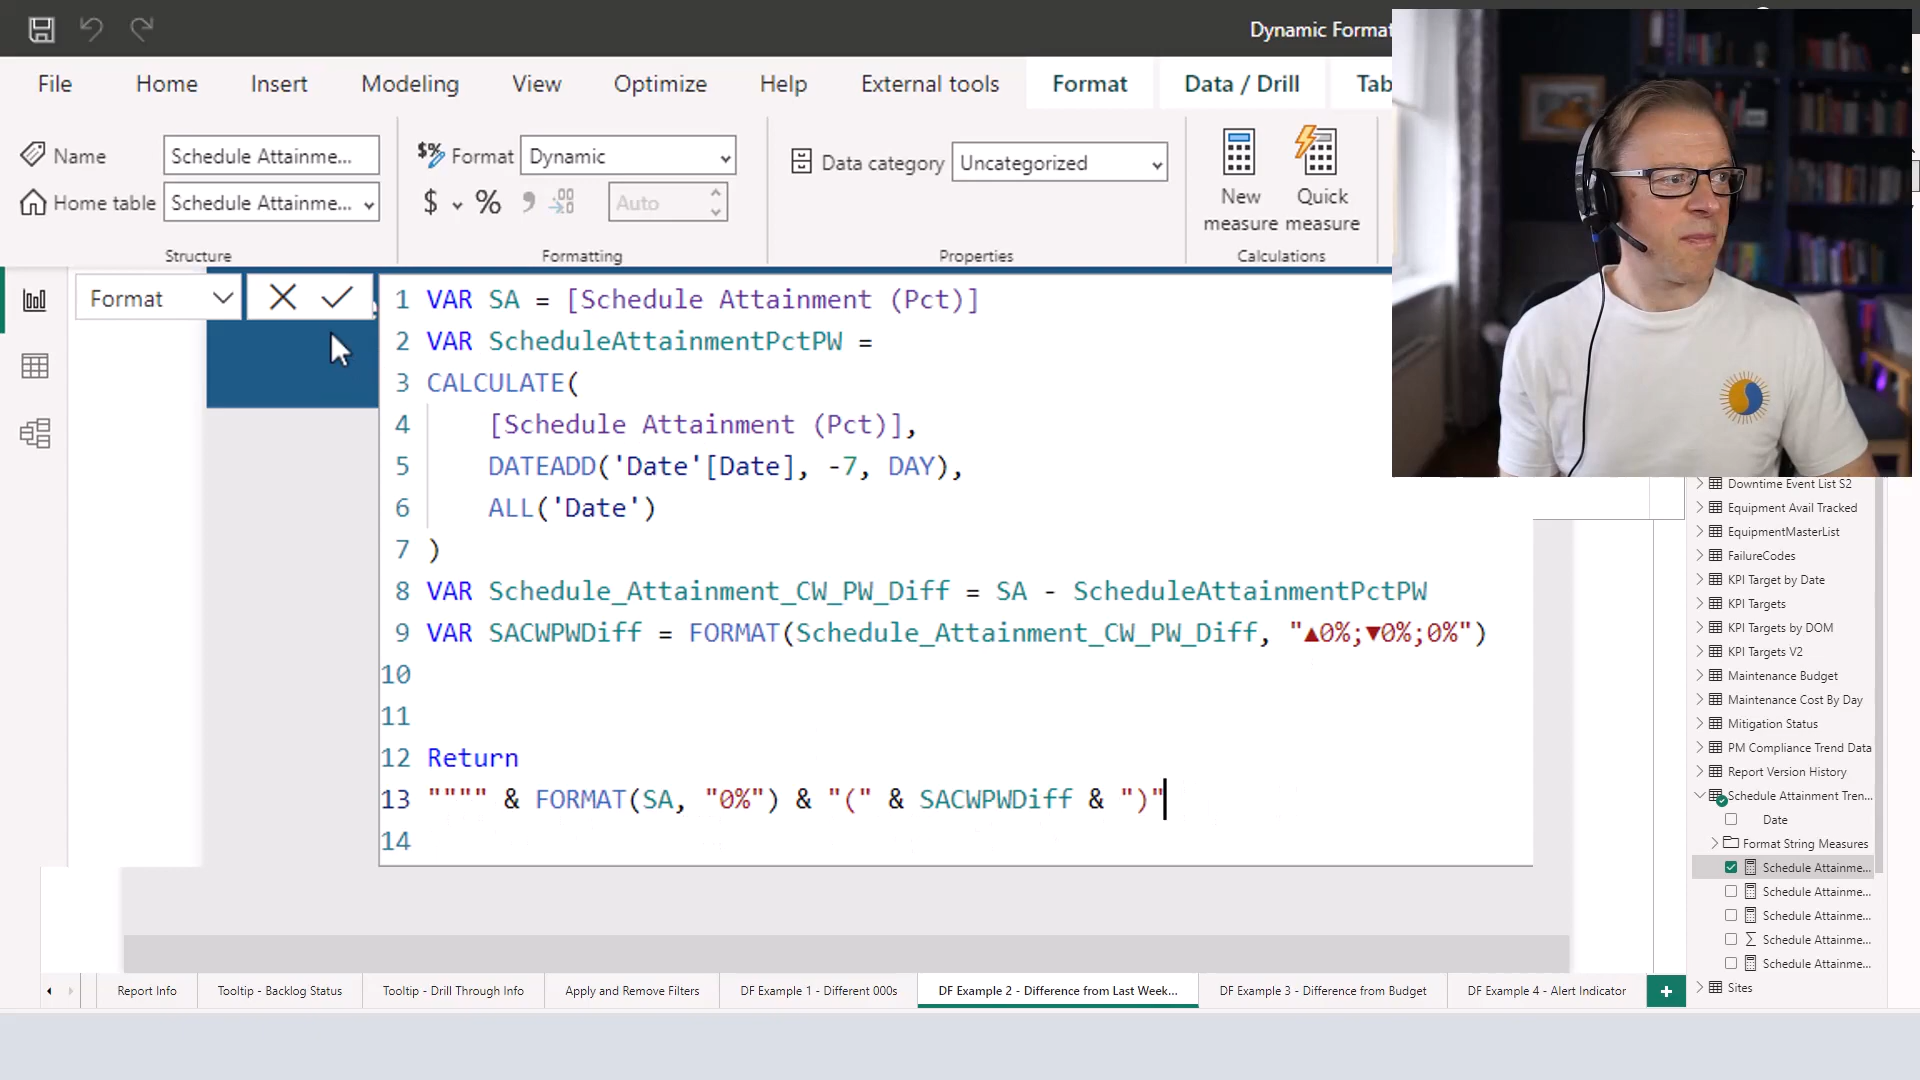 Dynamic Format
File Home Insert Modeling View Optimize Help External tools Format Data / Drill Tab
Name Schedule Attainme... $% Format Dynamic Data category Uncategorized New measure Quick measure
Home table Schedule Attainme... $ % Auto
Structure Formatting Properties Calculations
Format
1 VAR SA = [Schedule Attainment (Pct)]
2 VAR ScheduleAttainmentPctPW =
3 CALCULATE(
4 [Schedule Attainment (Pct)],
5 DATEADD('Date'[Date], -7, DAY),
6 ALL('Date')
7 )
8 VAR Schedule_Attainment_CW_PW_Diff = SA - ScheduleAttainmentPctPW
9 VAR SACWPWDiff = FORMAT(Schedule_Attainment_CW_PW_Diff, "▲0%;▼0%;0%")
10
11
12 Return
13 """" & FORMAT(SA, "0%") & "(" & SACWPWDiff & ")"
14
Downtime Event List S2
Equipment Avail Tracked
EquipmentMasterList
FailureCodes
KPI Target by Date
KPI Targets
KPI Targets by DOM
KPI Targets V2
Maintenance Budget
Maintenance Cost By Day
Mitigation Status
PM Compliance Trend Data
Report Version History
Schedule Attainment Tren...
Date
Format String Measures
Schedule Attainme...
Schedule Attainme...
Schedule Attainme...
Schedule Attainme...
Schedule Attainme...
Sites
Report Info Tooltip - Backlog Status Tooltip - Drill Through Info Apply and Remove Filters DF Example 1 - Different 000s DF Example 2 - Difference from Last Week... DF Example 3 - Difference from Budget DF Example 4 - Alert Indicator +